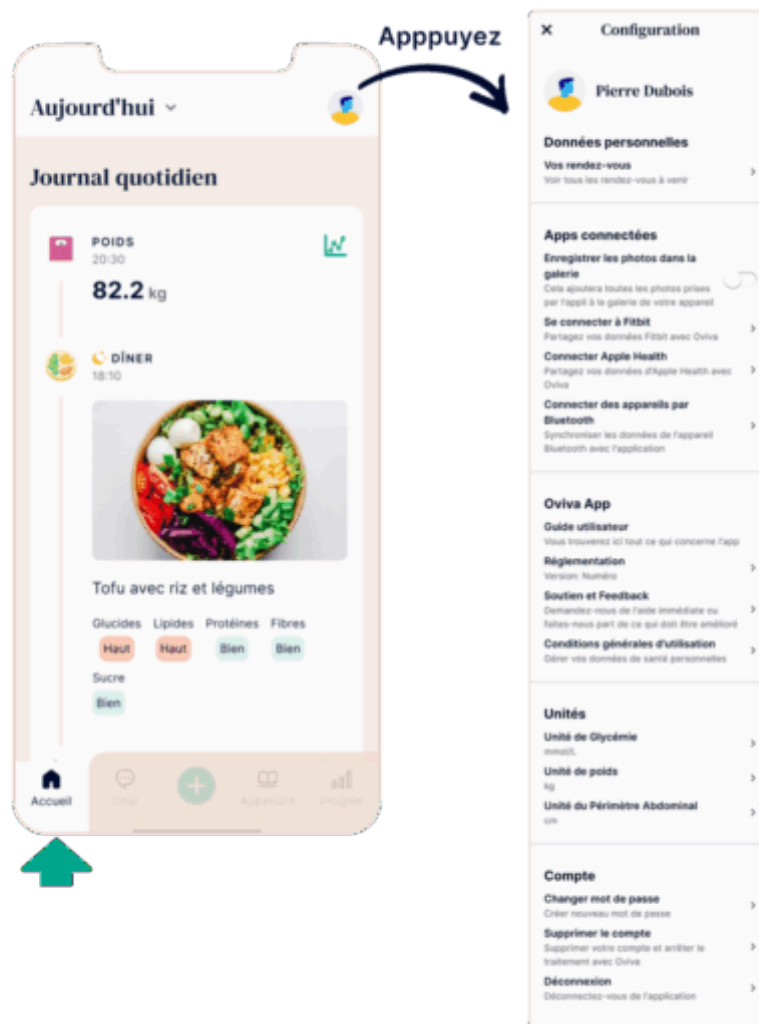 Apppuyez
Aujourd'hui
Journal quotidien
POIDS
20:30
82.2 kg
DÎNER
18:10
Tofu avec riz et légumes
Glucides Lipides Protéines Fibres
Haut Haut Bien Bien
Sucre
Bien
Accueil Chat Apprendre Progrès
Configuration
Pierre Dubois
Données personnelles
Vos rendez-vous
Voir tous les rendez-vous à venir
Apps connectées
Enregistrer les photos dans la
galerie
Cela ajoutera toutes les photos prises
par l'appli à la galerie de votre appareil
Se connecter à Fitbit
Partagez vos données Fitbit avec Oviva
Connecter Apple Health
Partagez vos données d'Apple Health avec
Oviva
Connecter des appareils par
Bluetooth
Synchroniser les données de l'appareil
Bluetooth avec l'application
Oviva App
Guide utilisateur
Vous trouverez ici tout ce qui concerne l'app
Réglementation
Version: Numéro
Soutien et Feedback
Demandez-nous de l'aide immédiate ou
faites-nous part de ce qui doit être amélioré
Conditions générales d'utilisation
Gérer vos données de santé personnelles
Unités
Unité de Glycémie
mmol/L
Unité de poids
kg
Unité du Périmètre Abdominal
cm
Compte
Changer mot de passe
Créer nouveau mot de passe
Supprimer le compte
Supprimer votre compte et arrêter le
traitement avec Oviva
Déconnexion
Déconnectez-vous de l'application